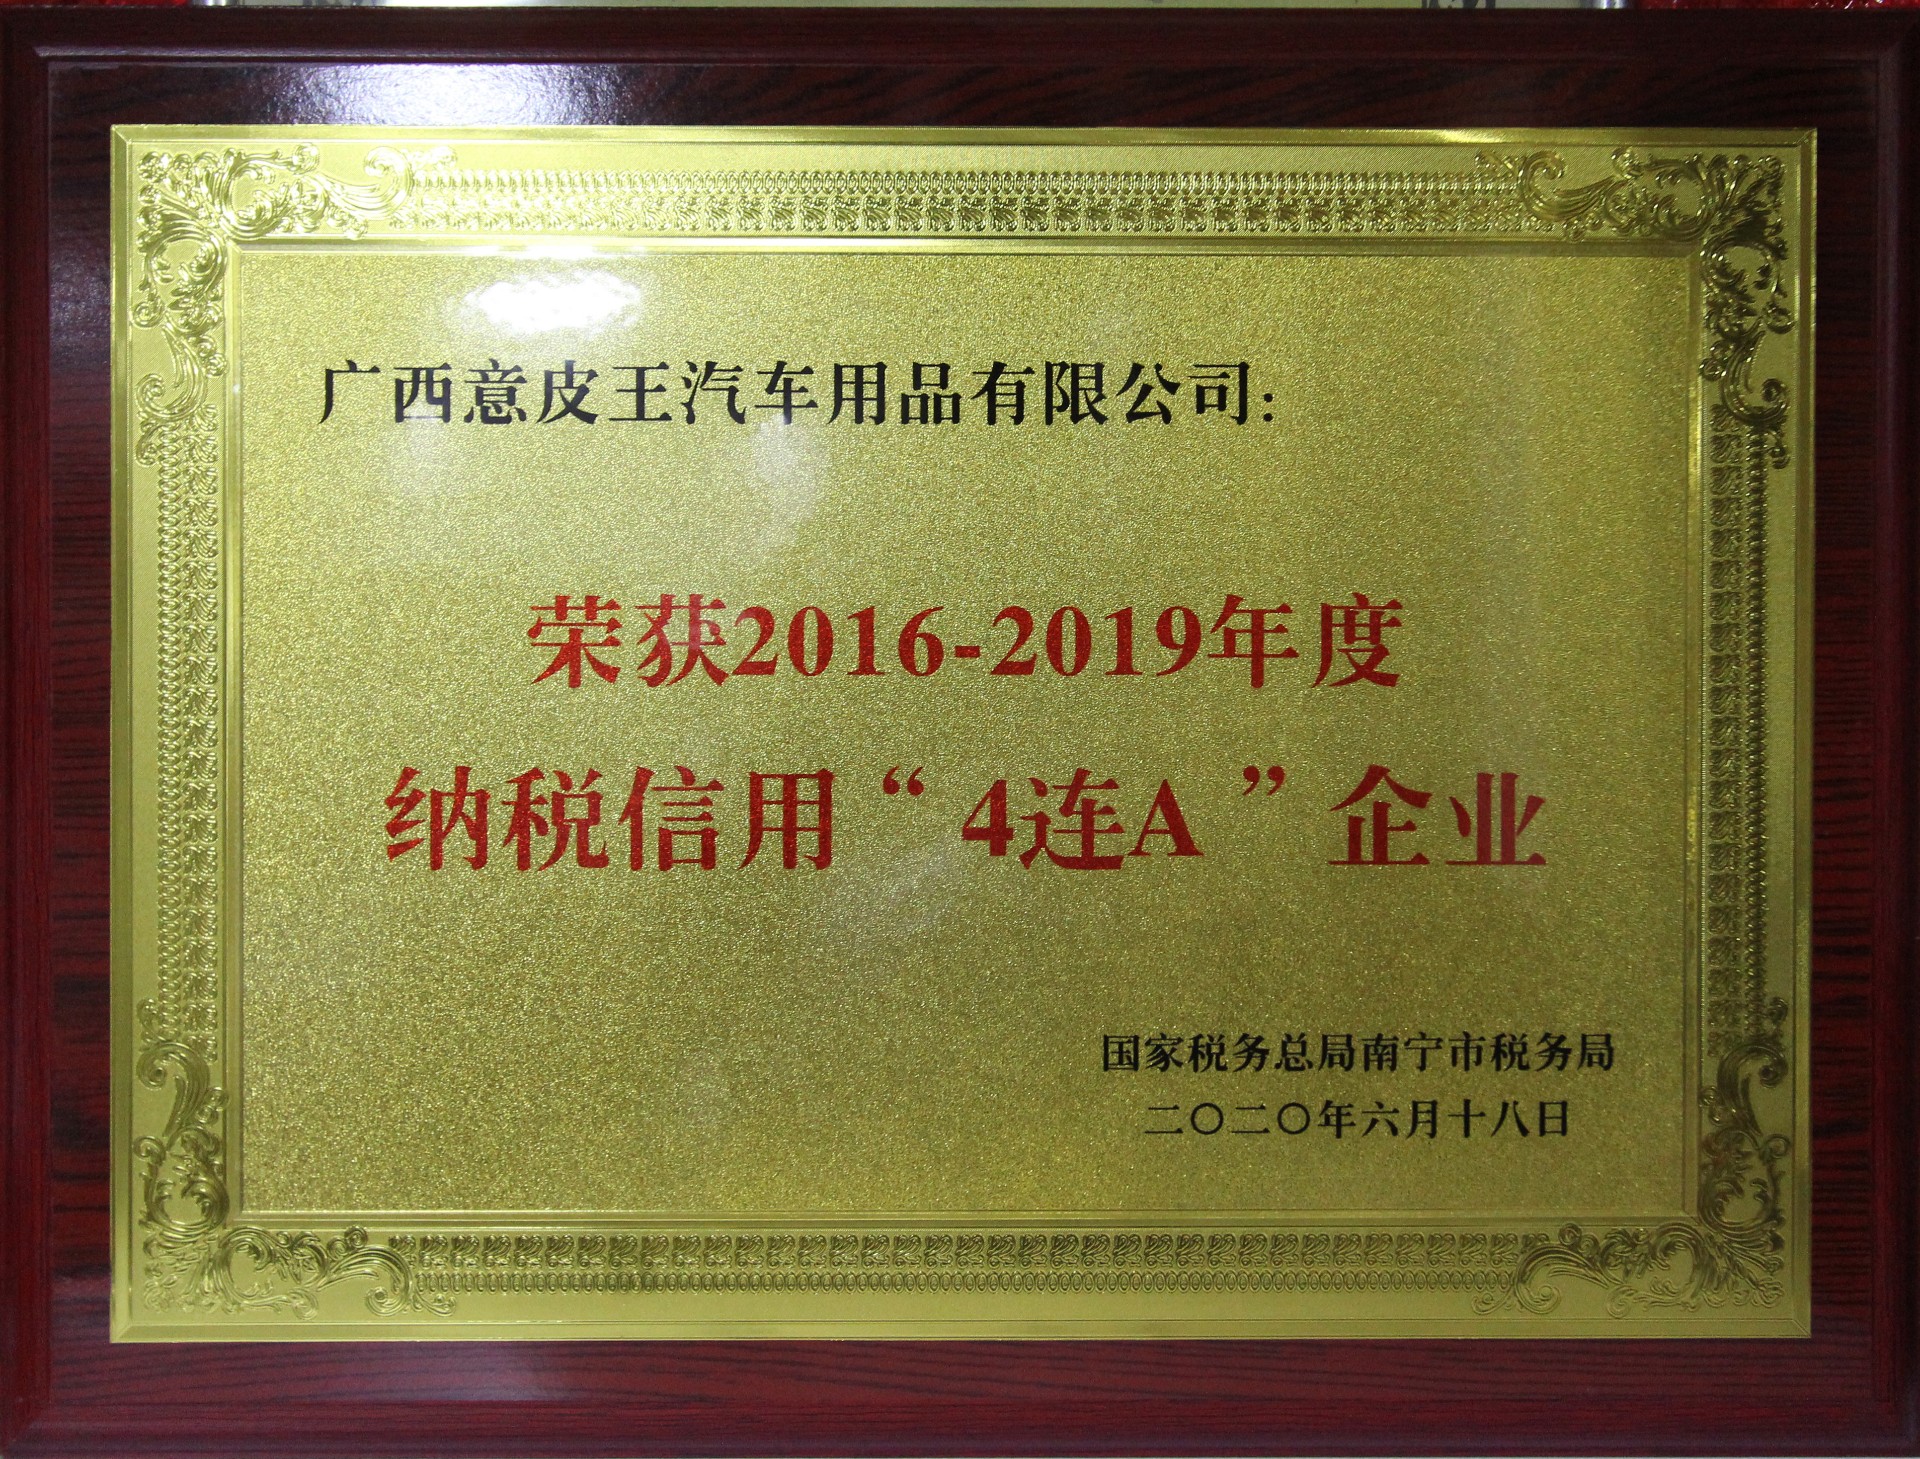 广西意皮王汽车用品有限公司：
荣获2016-2019年度
纳税信用“4连A”企业
国家税务总局南宁市税务局
二〇二〇年六月十八日